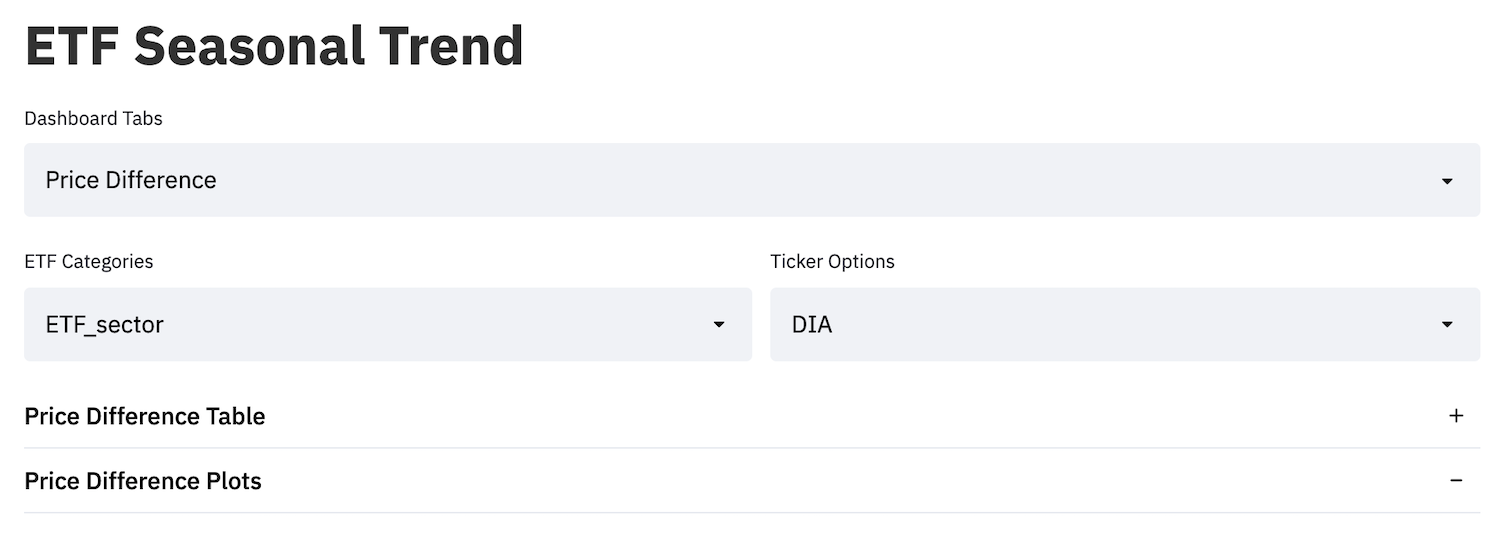 ETF Seasonal Trend
Dashboard Tabs
Price Difference
ETF Categories
Ticker Options
ETF_sector
DIA
Price Difference Table
Price Difference Plots